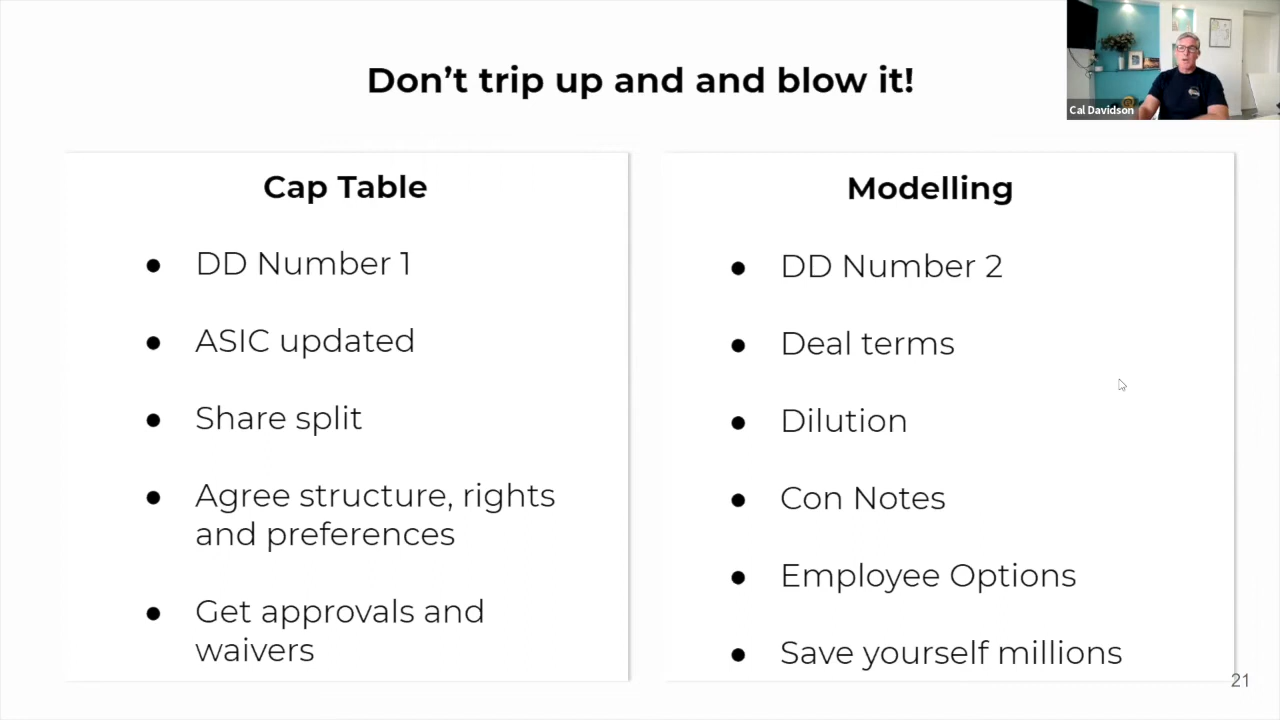 Don't trip up and and blow it!
Cal Davidson
Cap Table
● DD Number 1
● ASIC updated
● Share split
● Agree structure, rights
and preferences
● Get approvals and
waivers
Modelling
● DD Number 2
● Deal terms
● Dilution
● Con Notes
● Employee Options
● Save yourself millions
21